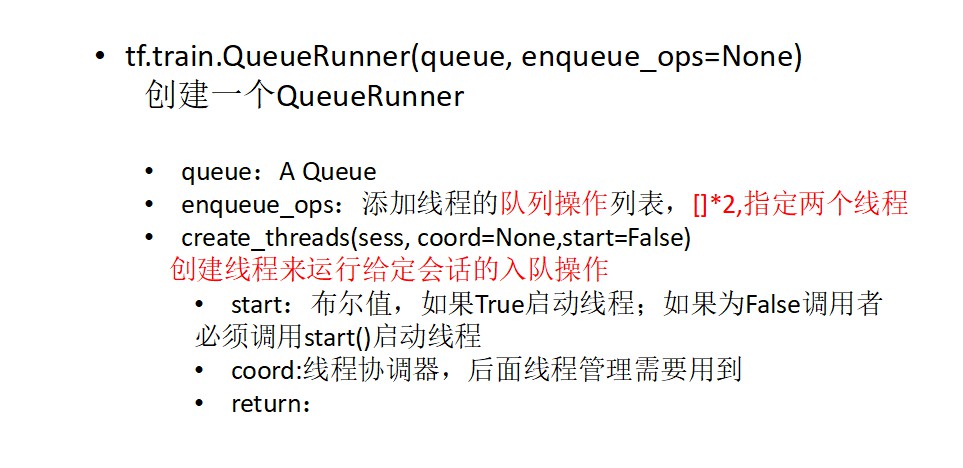 • tf.train.QueueRunner(queue, enqueue_ops=None)
创建一个QueueRunner
• queue：A Queue
• enqueue_ops：添加线程的队列操作列表，[]*2,指定两个线程
• create_threads(sess, coord=None,start=False)
创建线程来运行给定会话的入队操作
• start：布尔值，如果True启动线程；如果为False调用者
必须调用start()启动线程
• coord:线程协调器，后面线程管理需要用到
• return：